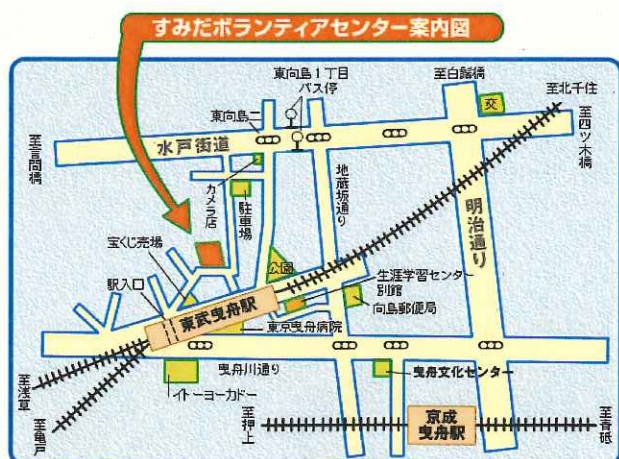 すみだボランティアセンター案内図
東向島1丁目
バス停
至白鬚橋
至北千住
交
東向島二
至四ツ木橋
水戸街道
至言問橋
カメラ店
駐車場
地蔵坂通り
明治通り
宝くじ売場
駅入口
公園
生涯学習センター
別館
東武曳舟駅
向島郵便局
東京曳舟病院
曳舟川通り
曳舟文化センター
イトーヨーカドー
至浅草
至亀戸
至押上
京成
曳舟駅
至青砥